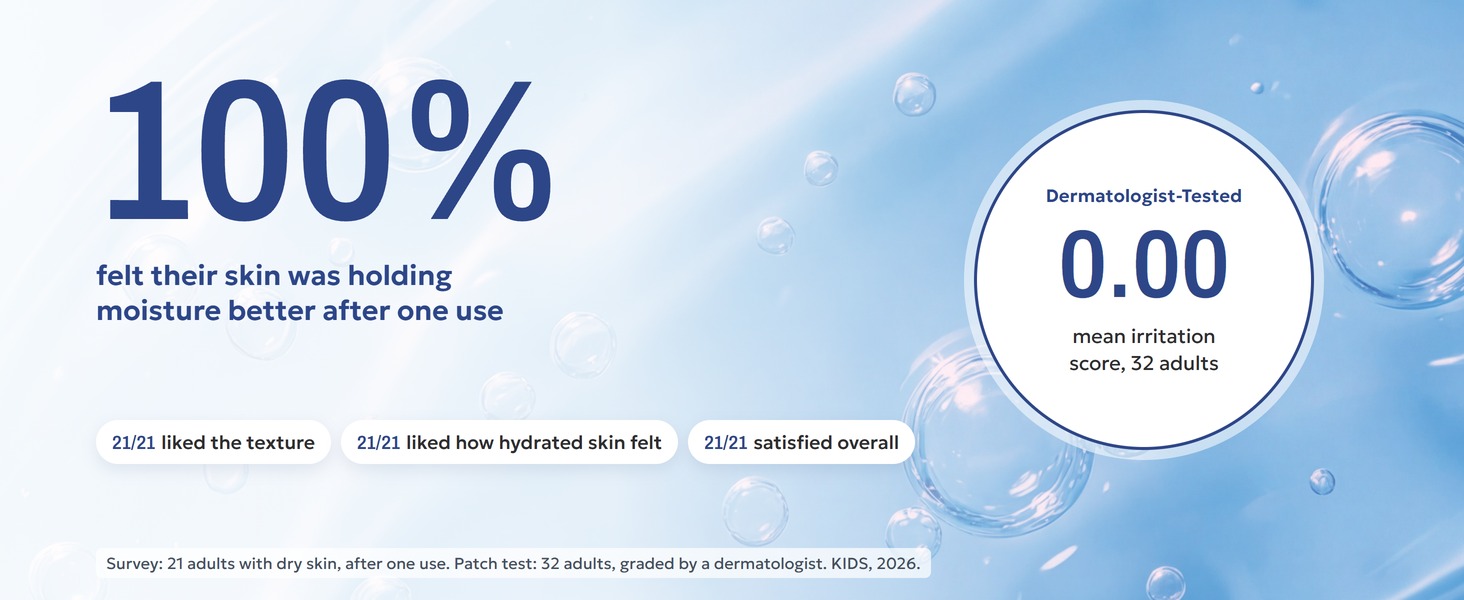 100%
felt their skin was holding
moisture better after one use
21/21 liked the texture
21/21 liked how hydrated skin felt
21/21 satisfied overall
Dermatologist-Tested
0.00
mean irritation
score, 32 adults
Survey: 21 adults with dry skin, after one use. Patch test: 32 adults, graded by a dermatologist. KIDS, 2026.